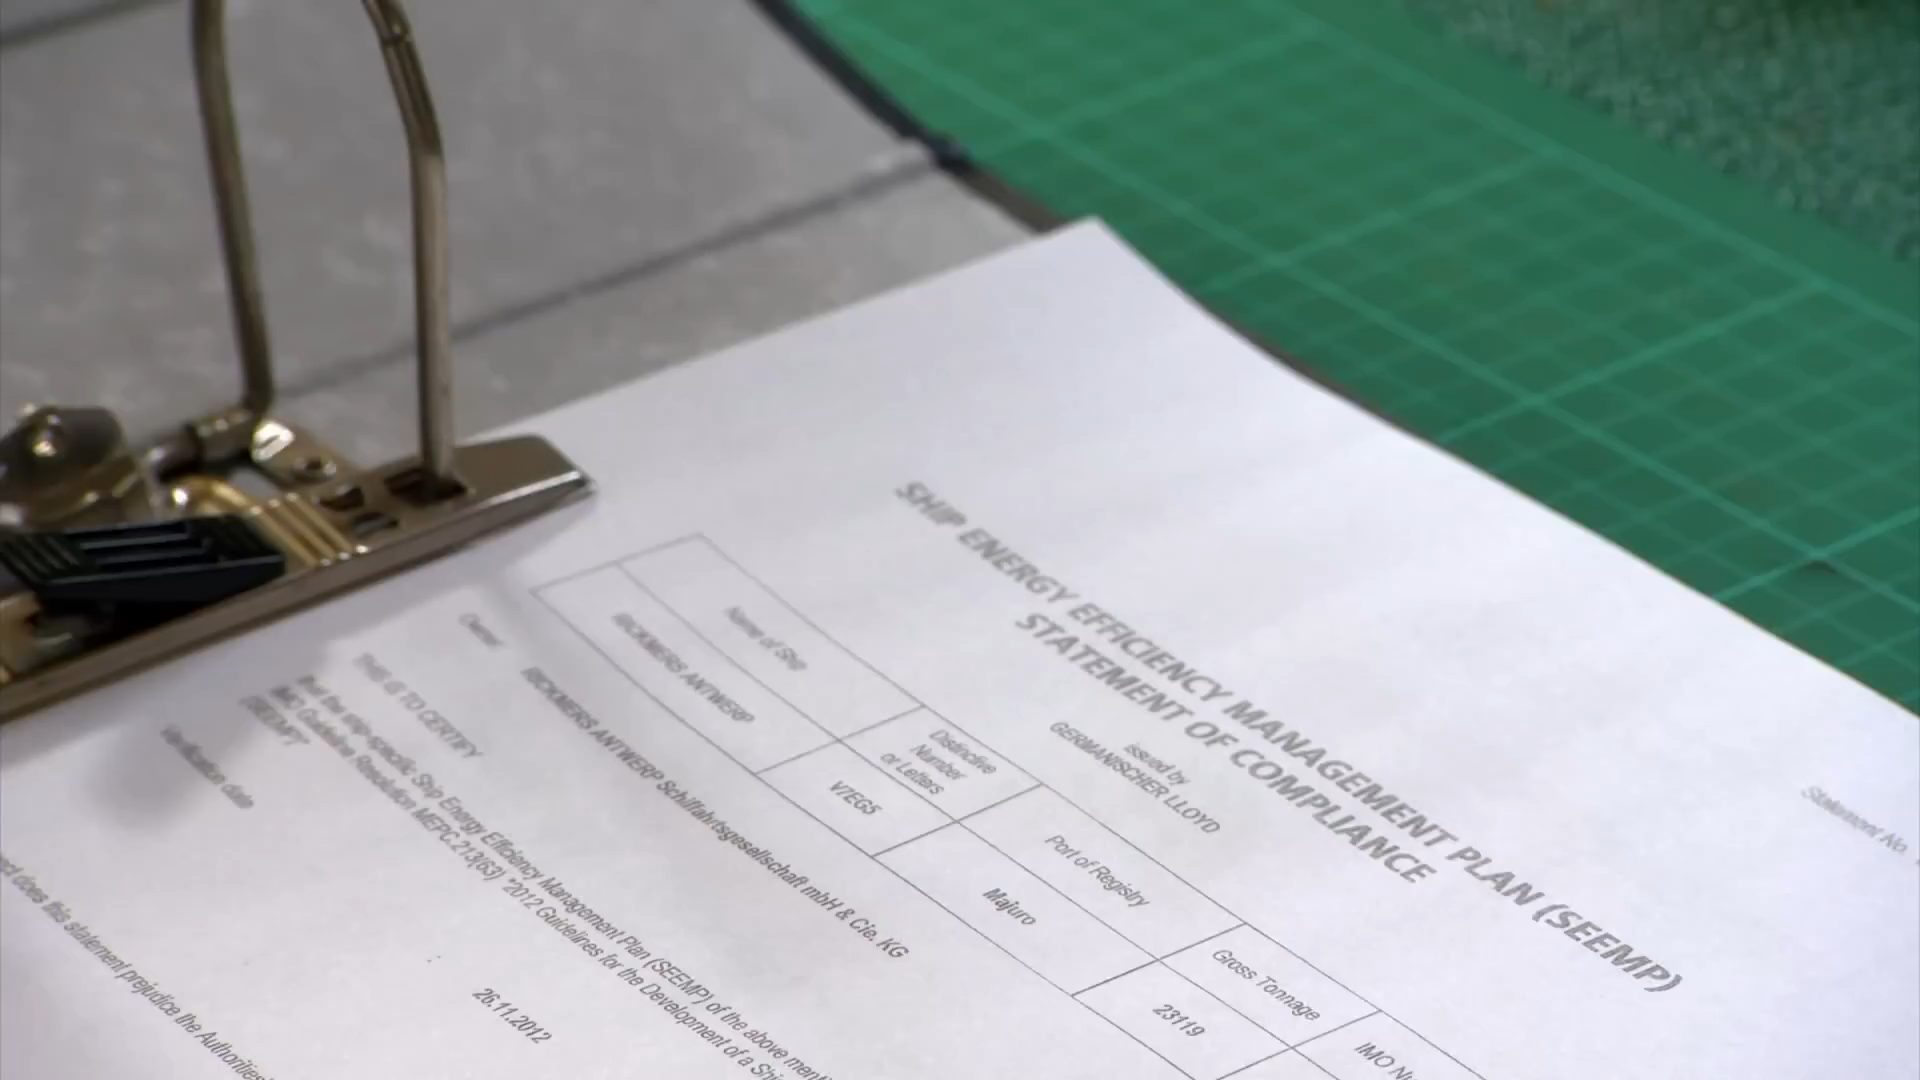 Statement No.
SHIP ENERGY EFFICIENCY MANAGEMENT PLAN (SEEMP)
STATEMENT OF COMPLIANCE
issued by
GERMANISCHER LLOYD
Name of Ship
Distinctive
Number
or Letters
Port of Registry
Gross Tonnage
IMO
RICKMERS ANTWERP
V7EG5
Majuro
23119
Owner:
RICKMERS ANTWERP Schiffahrtsgesellschaft mbH & Cie. KG
THIS IS TO CERTIFY
that the ship-specific Ship Energy Efficiency Management Plan (SEEMP) of the above
IMO Guideline Resolution MEPC.213(63) "2012 Guidelines for the Development of a
(SEEMP)"
Verification date
26.11.2012
does this statement prejudice the Authorities